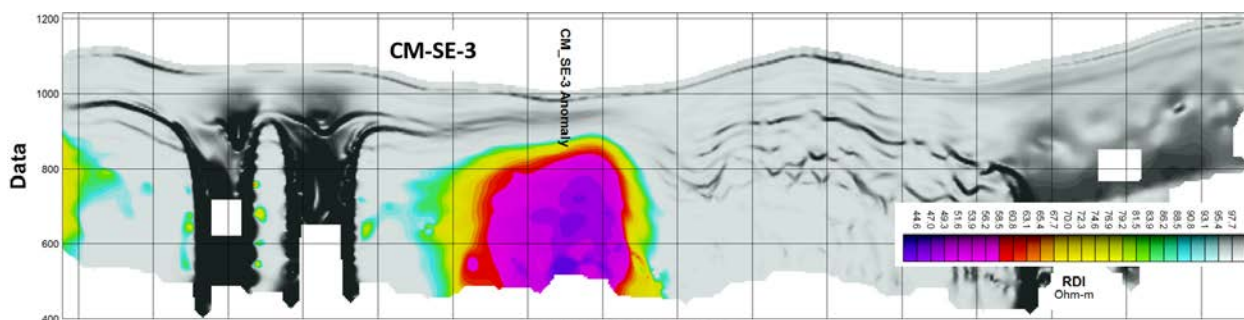 1200
CM-SE-3
CM_SE-3 Anomaly
1000
Data
800
600
400
44.6 47.0 49.3 51.6 53.9 56.2 58.5 60.8 63.1 65.4 67.7 70.0 72.3 74.6 76.9 79.2 81.5 83.9 86.2 88.5 90.8 93.1 95.4 97.7
RDI
Ohm-m